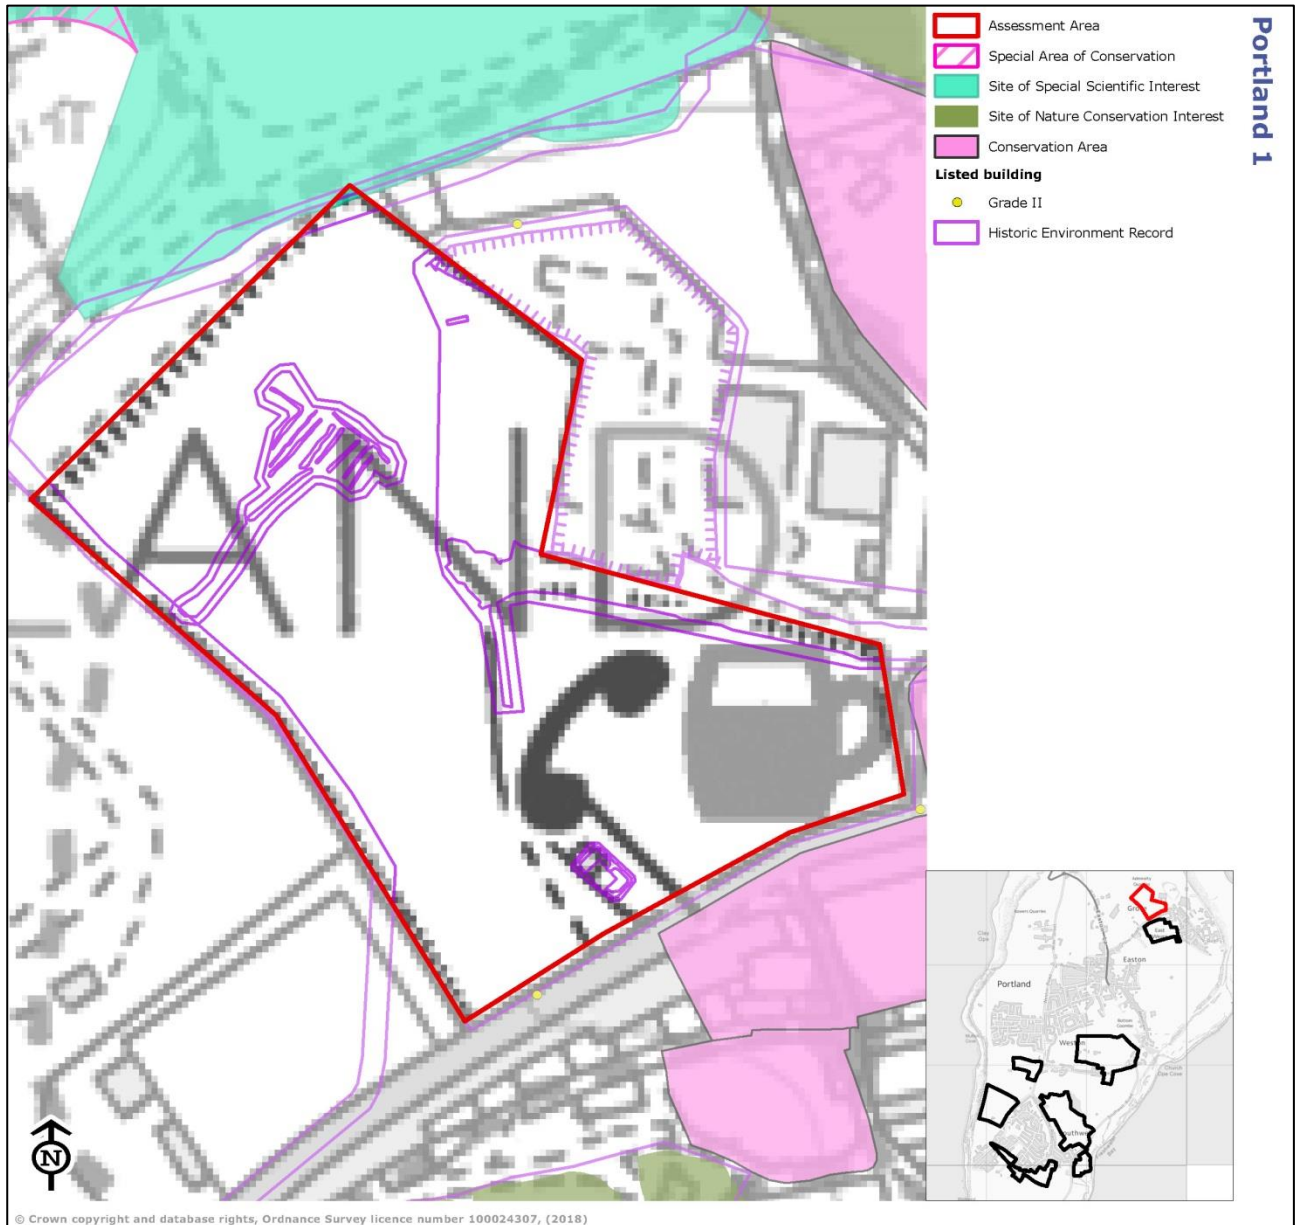 Portland 1
Assessment Area
Special Area of Conservation
Site of Special Scientific Interest
Site of Nature Conservation Interest
Conservation Area
Listed building
Grade II
Historic Environment Record
Portland
Easton
N
© Crown copyright and database rights, Ordnance Survey licence number 100024307, (2018)